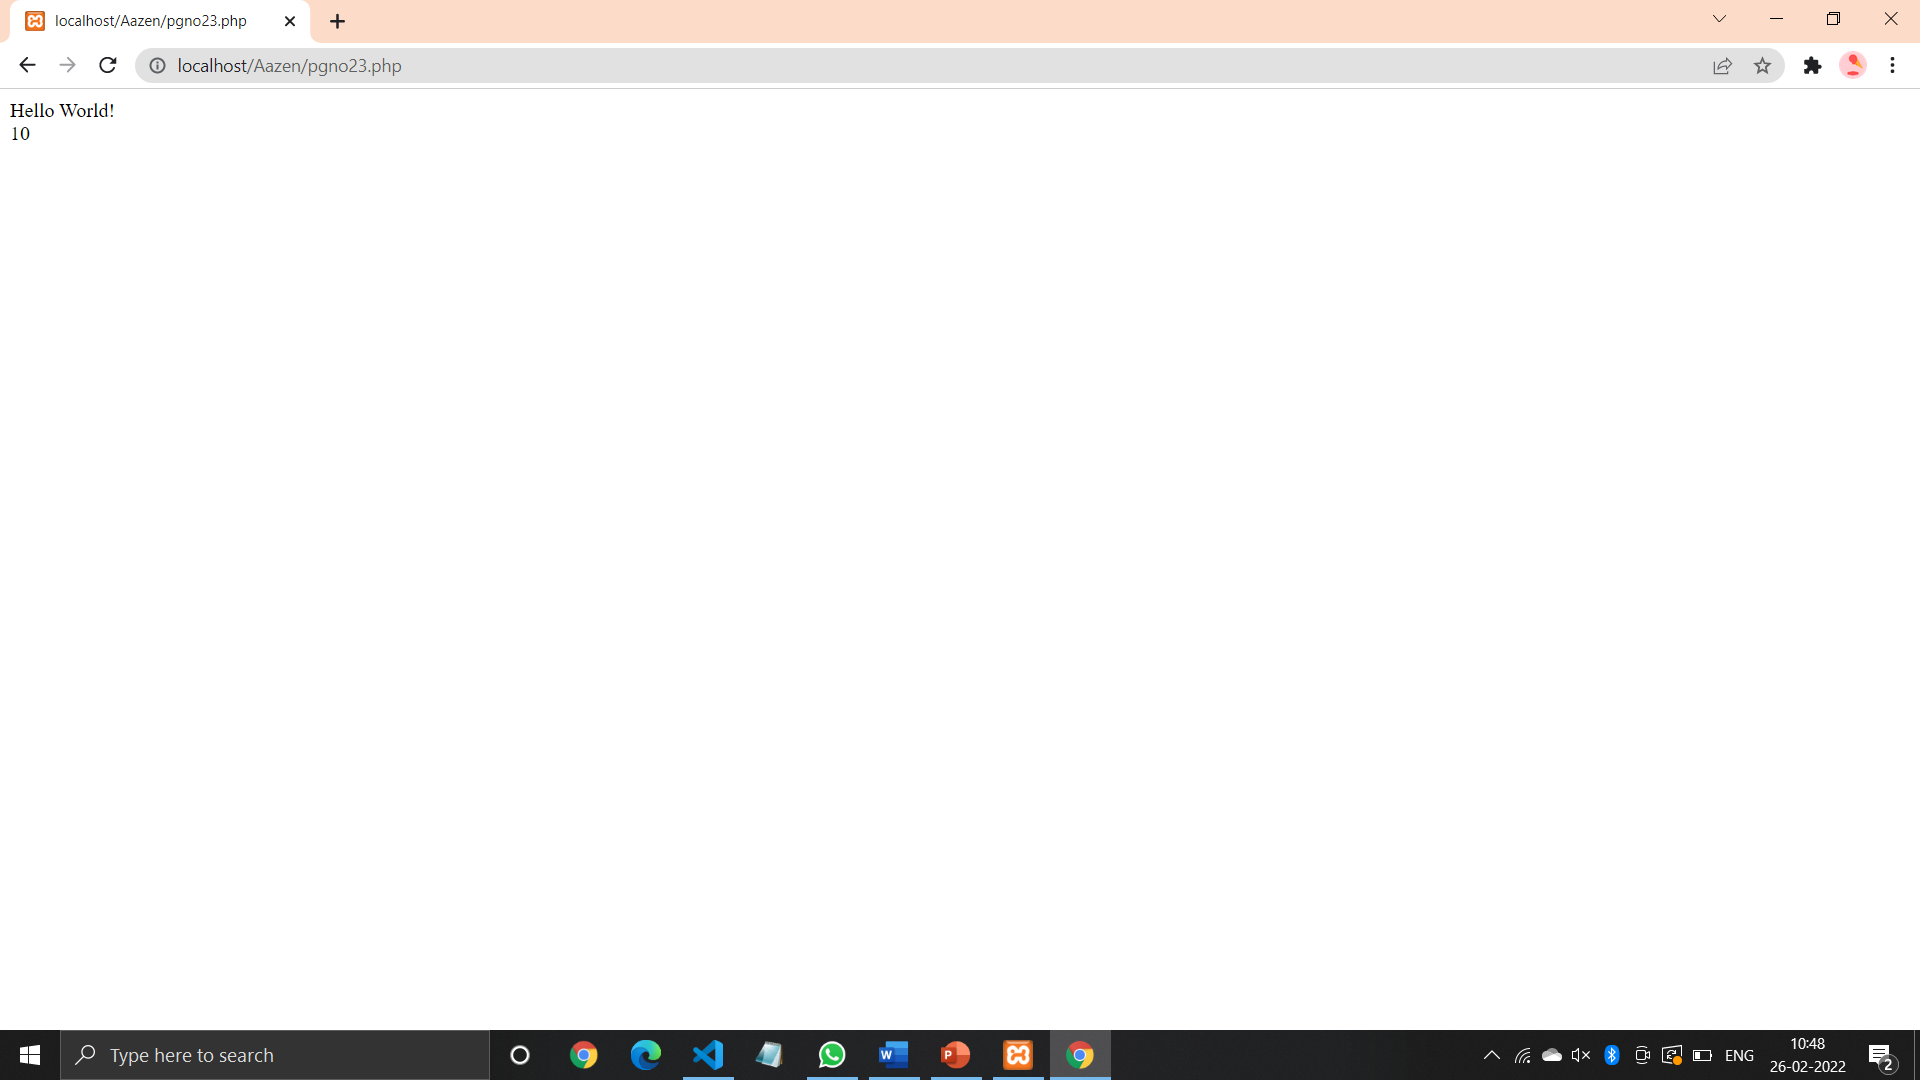 localhost/Aazen/pgno23.php
localhost/Aazen/pgno23.php
Hello World!
10
Type here to search
ENG
10:48
26-02-2022
2